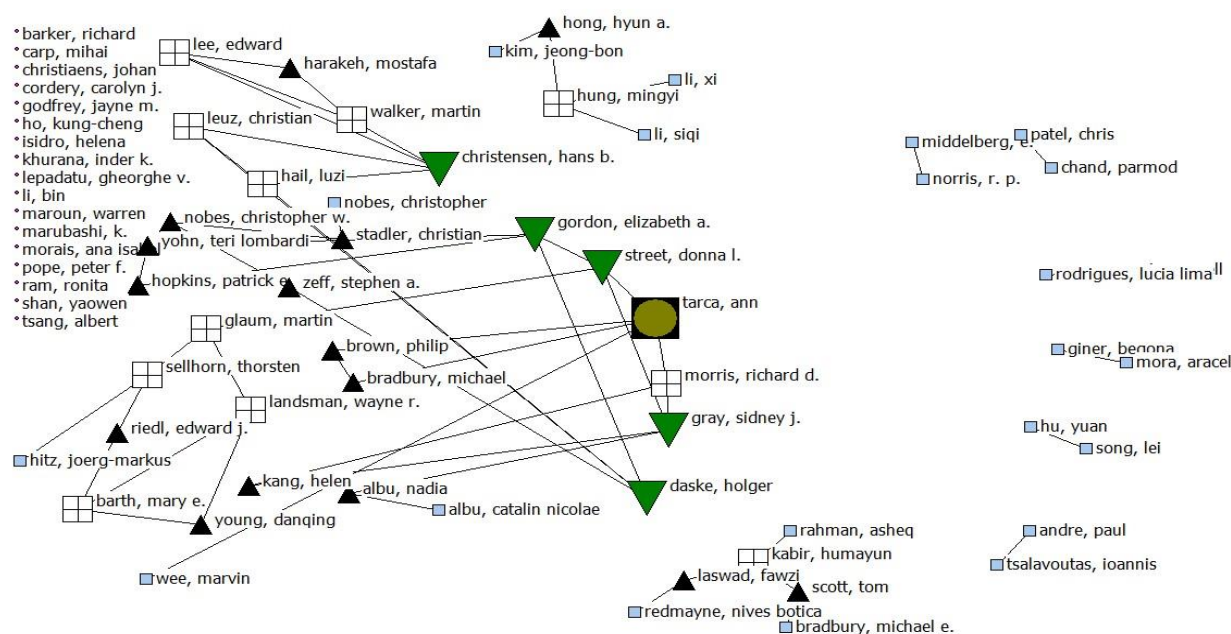 barker, richard
carp, mihai
christiaens, johan
cordery, carolyn j.
godfrey, jayne m.
ho, kung-cheng
isidro, helena
khurana, inder k.
lepadatu, gheorghe v.
li, bin
maroun, warren
marubashi, k.
morais, ana isabel
pope, peter f.
ram, ronita
shan, yaowen
tsang, albert
lee, edward
harakeh, mostafa
walker, martin
leuz, christian
christensen, hans b.
hail, luzi
hong, hyun a.
kim, jeong-bon
li, xi
hung, mingyi
li, siqi
middelberg, e.
norris, r. p.
patel, chris
chand, parmod
nobes, christopher
nobes, christopher w.
yohn, teri lombardi
stadler, christian
gordon, elizabeth a.
street, donna l.
hopkins, patrick e.
zeff, stephen a.
tarca, ann
rodrigues, lucia lima
glaum, martin
brown, philip
bradbury, michael
sellhorn, thorsten
morris, richard d.
giner, begona
mora, aracel
landsman, wayne r.
gray, sidney j.
riedl, edward j.
hu, yuan
song, lei
hitz, joerg-markus
kang, helen
albu, nadia
daske, holger
barth, mary e.
albu, catalin nicolae
young, danqing
wee, marvin
rahman, asheq
kabir, humayun
andre, paul
tsalavoutas, ioannis
laswad, fawzi
scott, tom
redmayne, nives botica
bradbury, michael e.